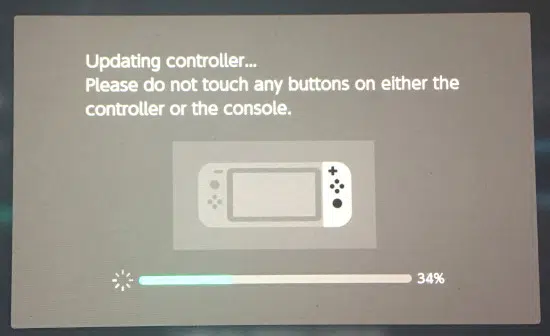 Updating controller...
Please do not touch any buttons on either the
controller or the console.
34%